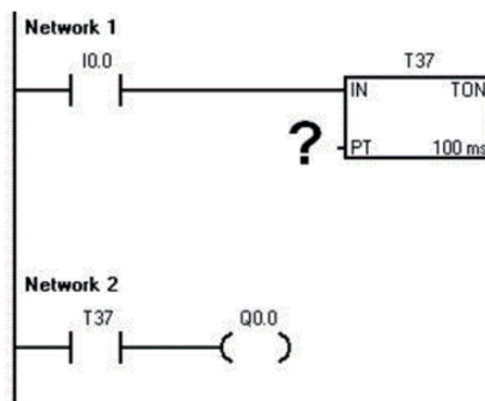 Network 1
I0.0
T37
IN TON
?
PT 100 ms
Network 2
T37 Q0.0